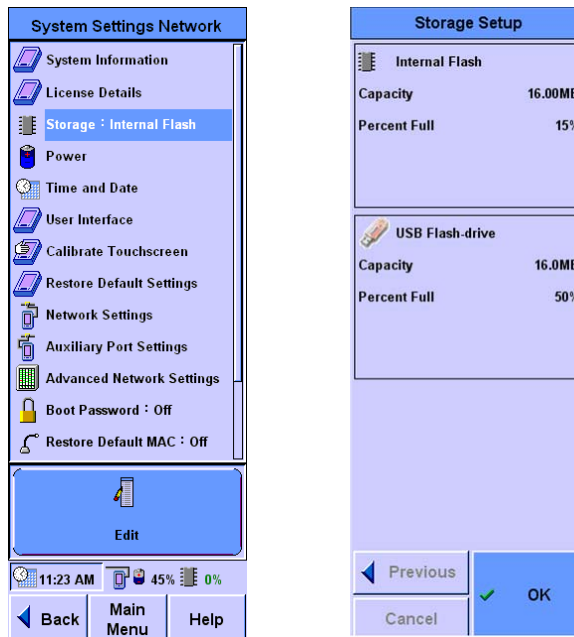 System Settings Network
System Information
License Details
Storage : Internal Flash
Power
Time and Date
User Interface
Calibrate Touchscreen
Restore Default Settings
Network Settings
Auxiliary Port Settings
Advanced Network Settings
Boot Password : Off
Restore Default MAC : Off
Edit
11:23 AM 45% 0%
Back
Main
Menu
Help
Storage Setup
Internal Flash
Capacity 16.00MB
Percent Full 15%
USB Flash-drive
Capacity 16.0MB
Percent Full 50%
Previous
Cancel
OK